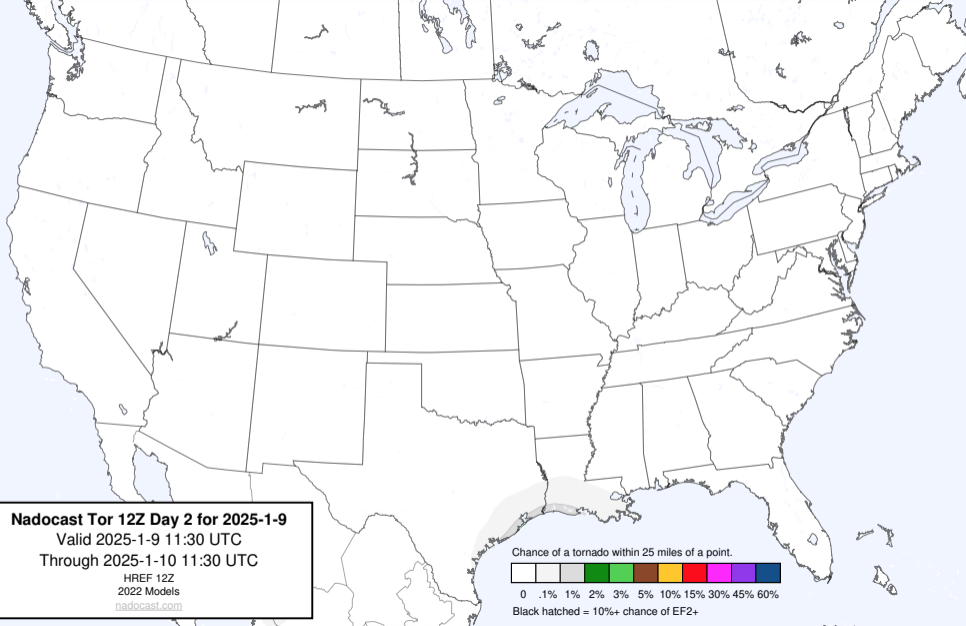 Nadocast Tor 12Z Day 2 for 2025-1-9
Valid 2025-1-9 11:30 UTC
Through 2025-1-10 11:30 UTC
HREF 12Z
2022 Models
nadocast.com
Chance of a tornado within 25 miles of a point.
0 .1% 1% 2% 3% 5% 10% 15% 30% 45% 60%
Black hatched = 10%+ chance of EF2+